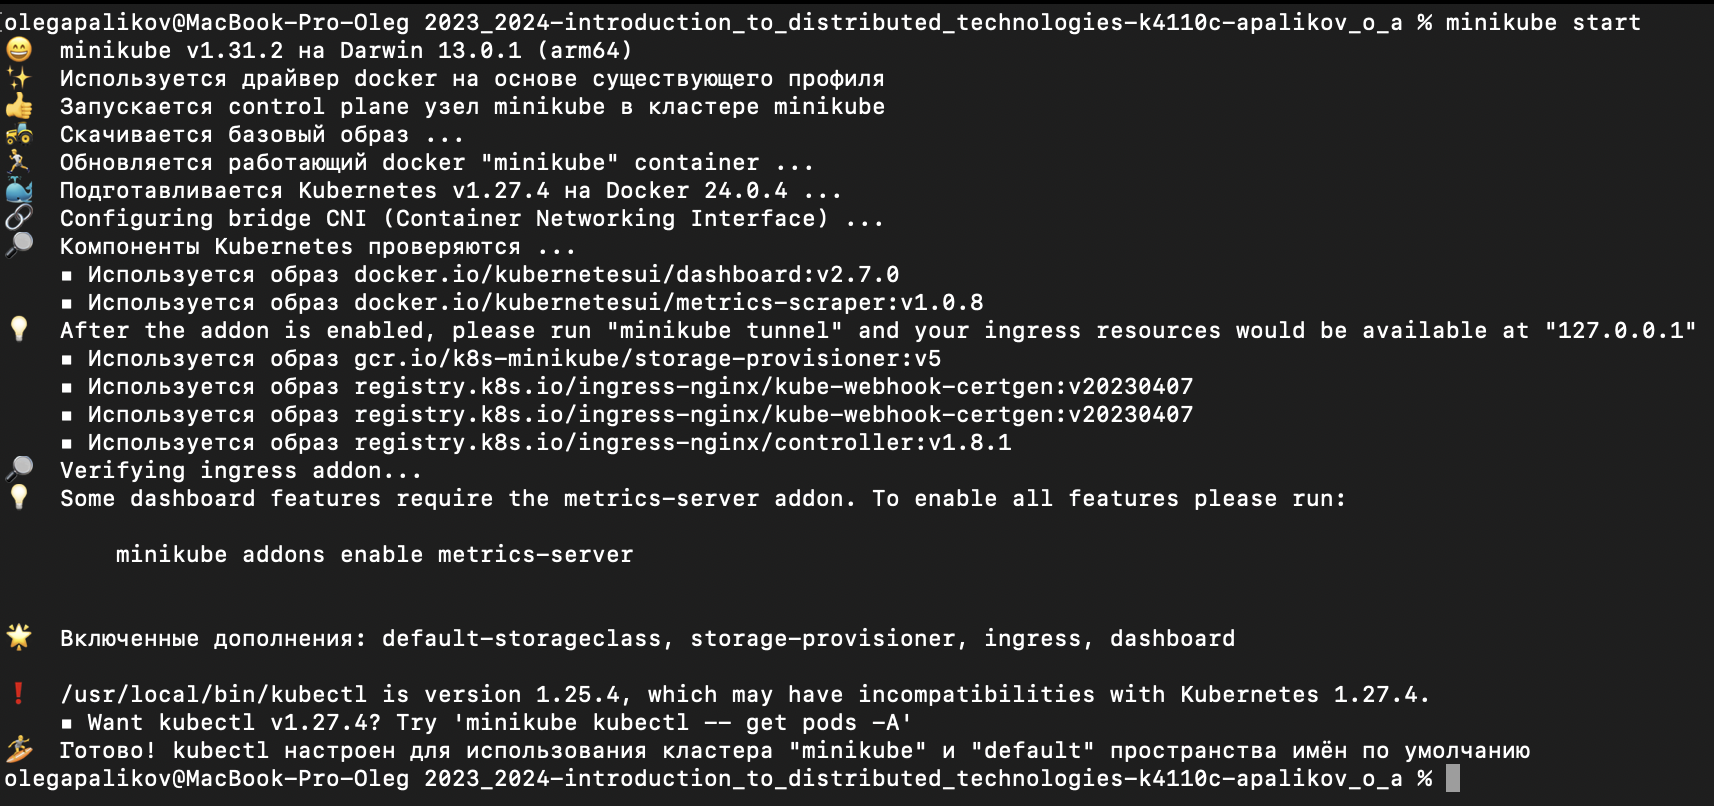 olegapalikov@MacBook-Pro-Oleg 2023_2024-introduction_to_distributed_technologies-k4110c-apalikov_o_a % minikube start
😄  minikube v1.31.2 на Darwin 13.0.1 (arm64)
✨  Используется драйвер docker на основе существующего профиля
👍  Запускается control plane узел minikube в кластере minikube
🚜  Скачивается базовый образ ...
🏃  Обновляется работающий docker "minikube" container ...
🐳  Подготавливается Kubernetes v1.27.4 на Docker 24.0.4 ...
🔗  Configuring bridge CNI (Container Networking Interface) ...
🔎  Компоненты Kubernetes проверяются ...
    ▪ Используется образ docker.io/kubernetesui/dashboard:v2.7.0
    ▪ Используется образ docker.io/kubernetesui/metrics-scraper:v1.0.8
💡  After the addon is enabled, please run "minikube tunnel" and your ingress resources would be available at "127.0.0.1"
    ▪ Используется образ gcr.io/k8s-minikube/storage-provisioner:v5
    ▪ Используется образ registry.k8s.io/ingress-nginx/kube-webhook-certgen:v20230407
    ▪ Используется образ registry.k8s.io/ingress-nginx/kube-webhook-certgen:v20230407
    ▪ Используется образ registry.k8s.io/ingress-nginx/controller:v1.8.1
🔎  Verifying ingress addon...
💡  Some dashboard features require the metrics-server addon. To enable all features please run:
minikube addons enable metrics-server
🌟  Включенные дополнения: default-storageclass, storage-provisioner, ingress, dashboard
❗  /usr/local/bin/kubectl is version 1.25.4, which may have incompatibilities with Kubernetes 1.27.4.
    ▪ Want kubectl v1.27.4? Try 'minikube kubectl -- get pods -A'
🏄  Готово! kubectl настроен для использования кластера "minikube" и "default" пространства имён по умолчанию
olegapalikov@MacBook-Pro-Oleg 2023_2024-introduction_to_distributed_technologies-k4110c-apalikov_o_a %